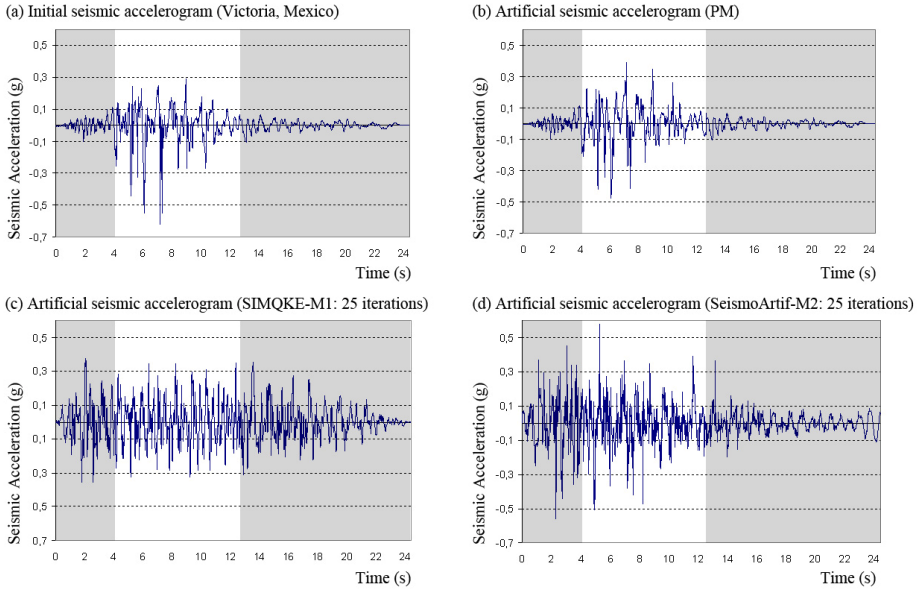 (a) Initial seismic accelerogram (Victoria, Mexico)
Seismic Acceleration (g)
0,5
0,3
0,1
-0,1
-0,3
-0,5
-0,7
0 2 4 6 8 10 12 14 16 18 20 22 24
Time (s)
(b) Artificial seismic accelerogram (PM)
Seismic Acceleration (g)
0,5
0,3
0,1
-0,1
-0,3
-0,5
-0,7
0 2 4 6 8 10 12 14 16 18 20 22 24
Time (s)
(c) Artificial seismic accelerogram (SIMQKE-M1: 25 iterations)
Seismic Acceleration (g)
0,5
0,3
0,1
0,1
0,3
0,5
0,7
0 2 4 6 8 10 12 14 16 18 20 22 24
Time (s)
(d) Artificial seismic accelerogram (SeismoArtif-M2: 25 iterations)
Seismic Acceleration (g)
0,5
0,3
0,1
-0,1
-0,3
-0,5
-0,7
0 2 4 6 8 10 12 14 16 18 20 22 24
Time (s)